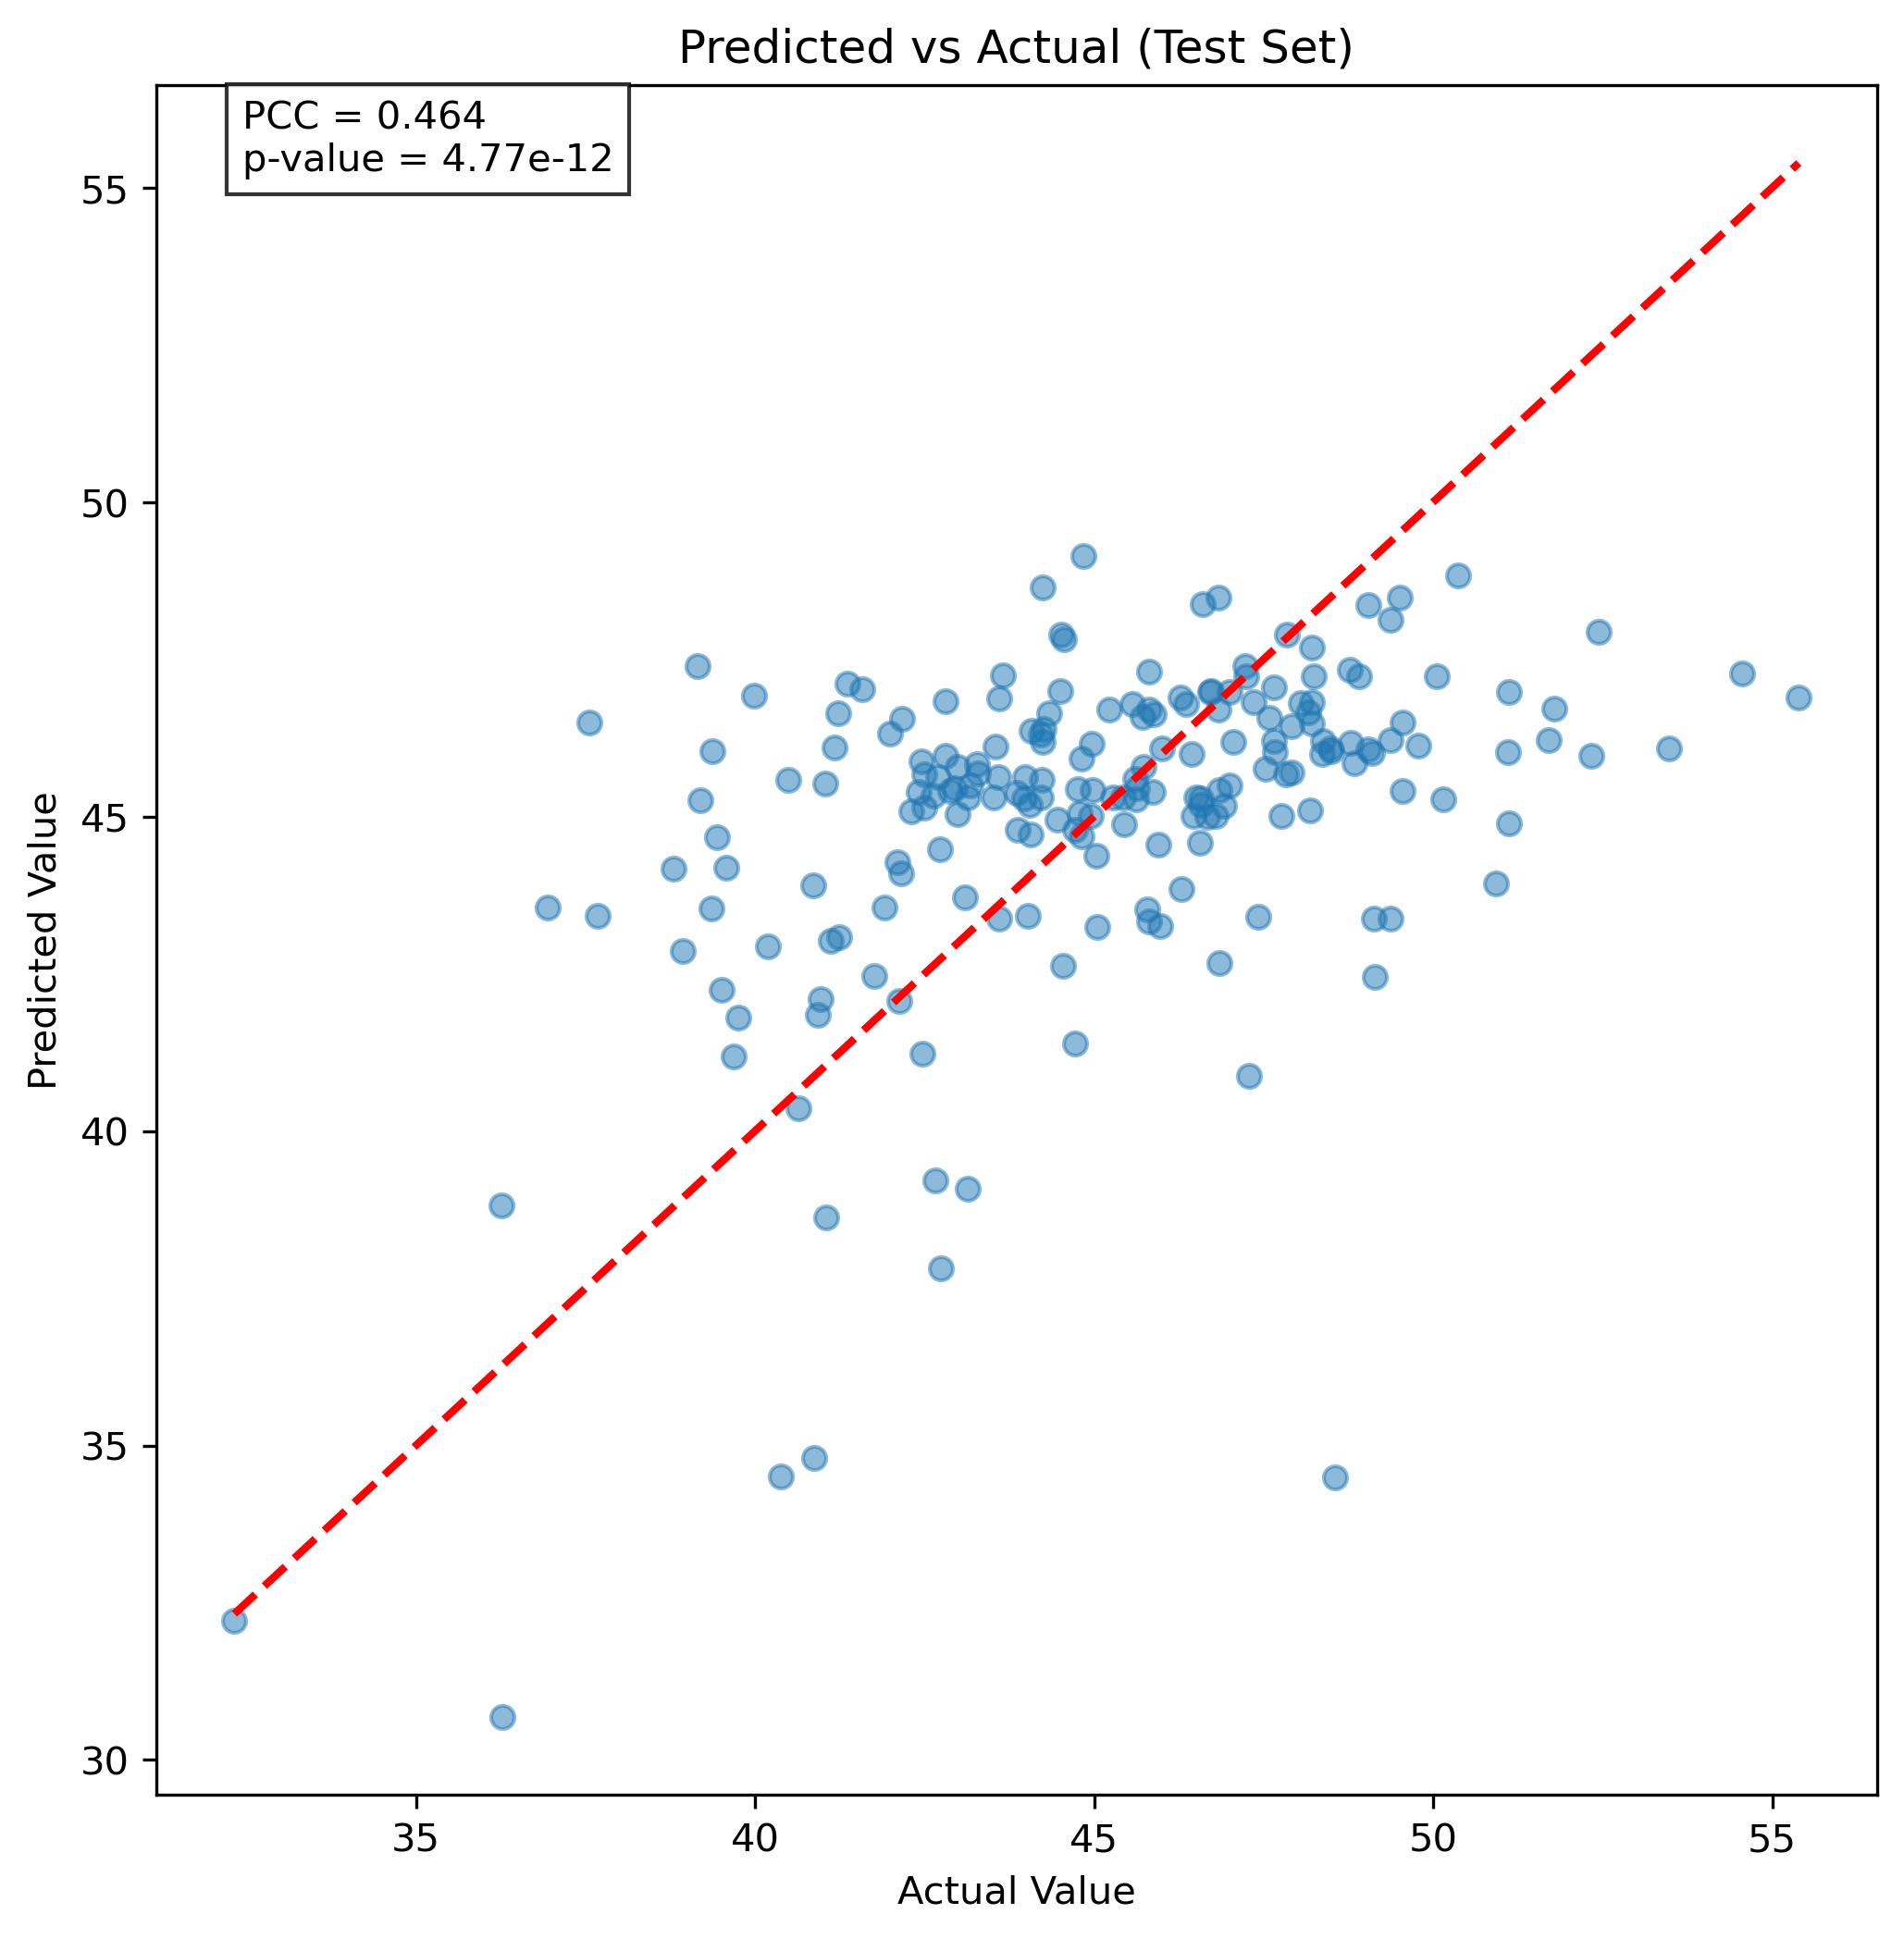 Predicted vs Actual (Test Set)
PCC = 0.464
p-value = 4.77e-12
55
50
45
40
35
30
Predicted Value
35
40
45
50
55
Actual Value